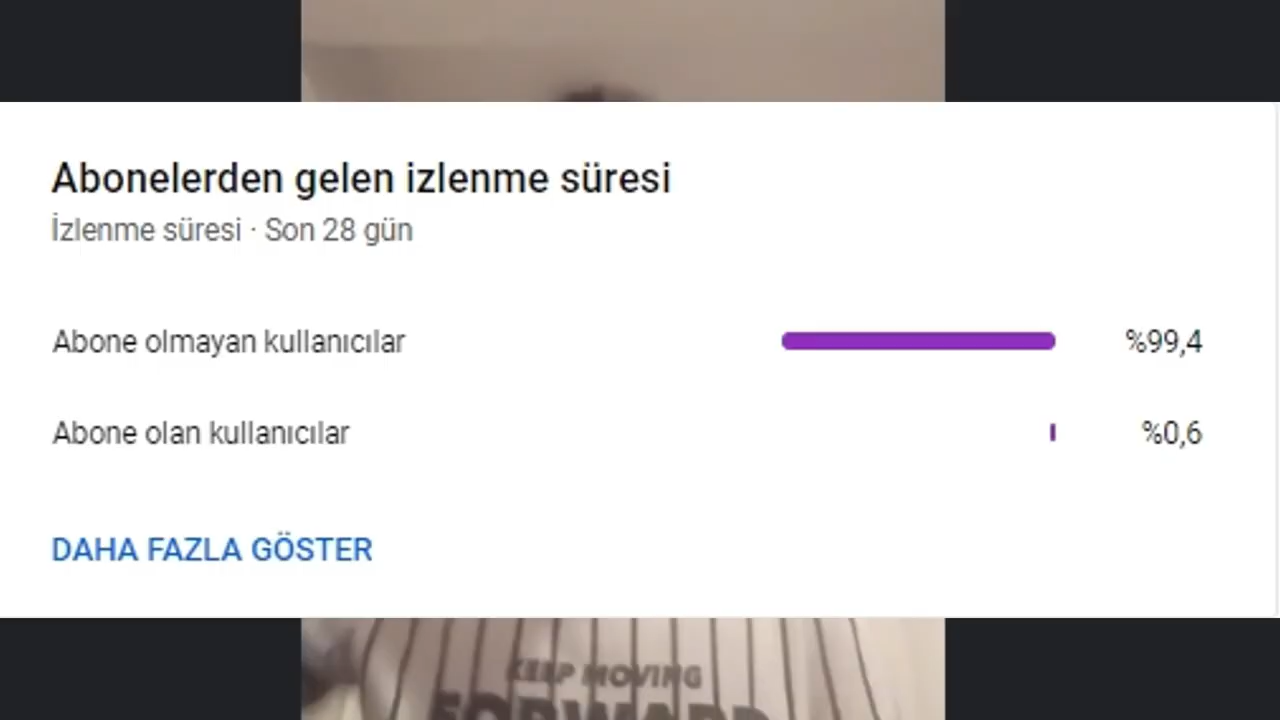 Abonelerden gelen izlenme süresi
İzlenme süresi · Son 28 gün
Abone olmayan kullanıcılar %99,4
Abone olan kullanıcılar %0,6
DAHA FAZLA GÖSTER
KEEP MOVING
FORWARD